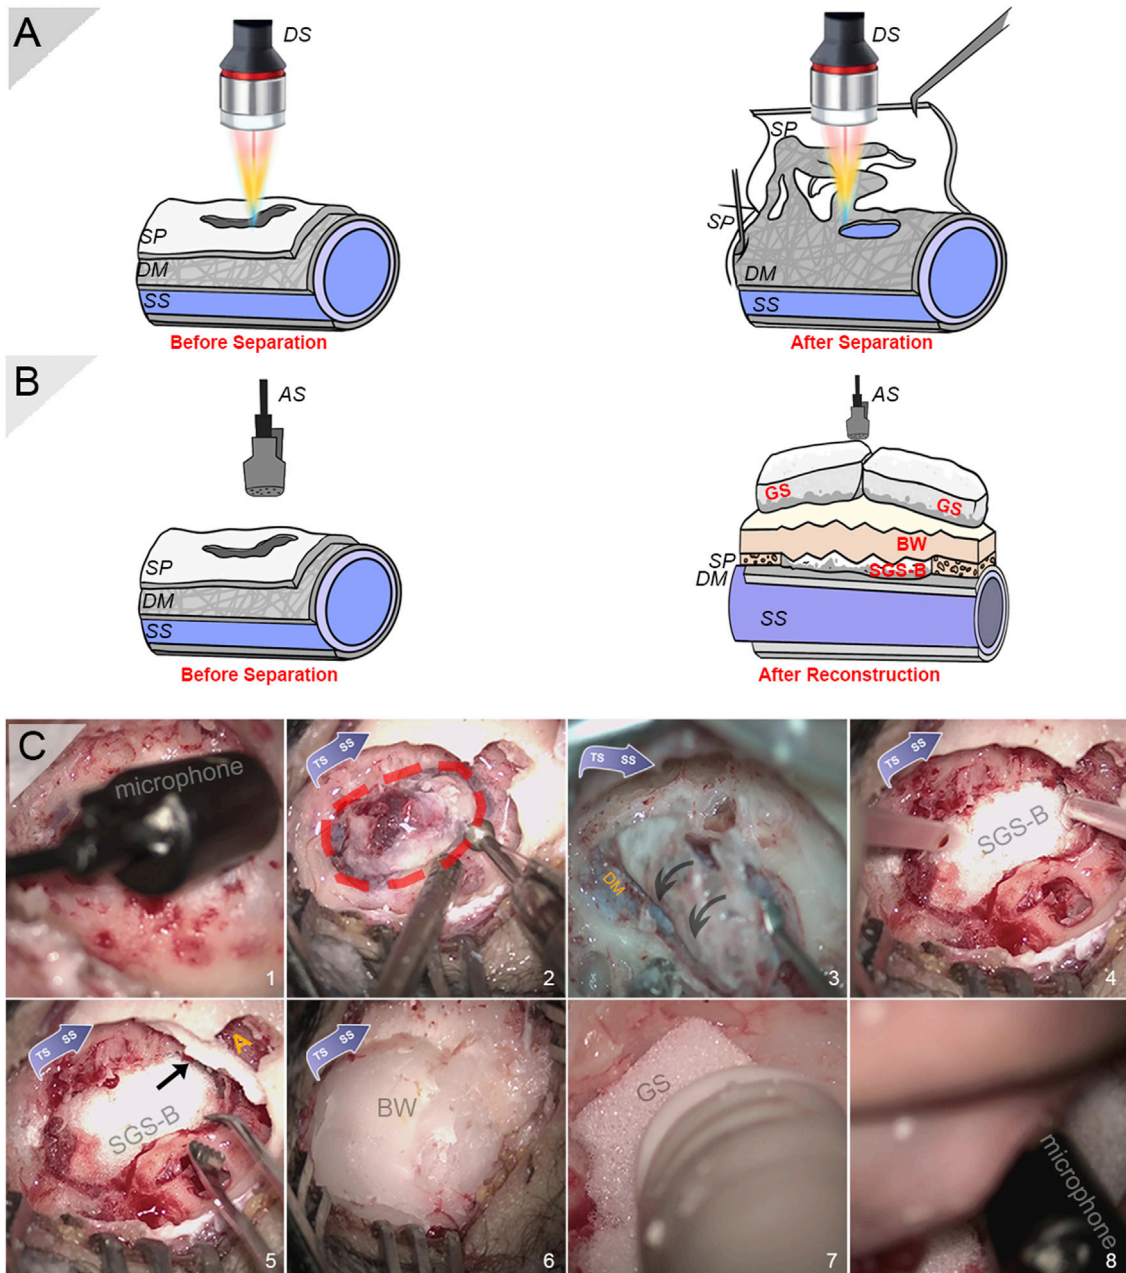 A
DS
SP
DM
SS
Before Separation
DS
SP
SP
DM
SS
After Separation
B
AS
SP
DM
SS
Before Separation
AS
GS
GS
BW
SP
SGS-B
DM
SS
After Reconstruction
C
microphone
1
TS SS
2
TS SS
DM
3
TS SS
SGS-B
4
TS SS
A
SGS-B
5
TS SS
BW
6
GS
7
microphone
8